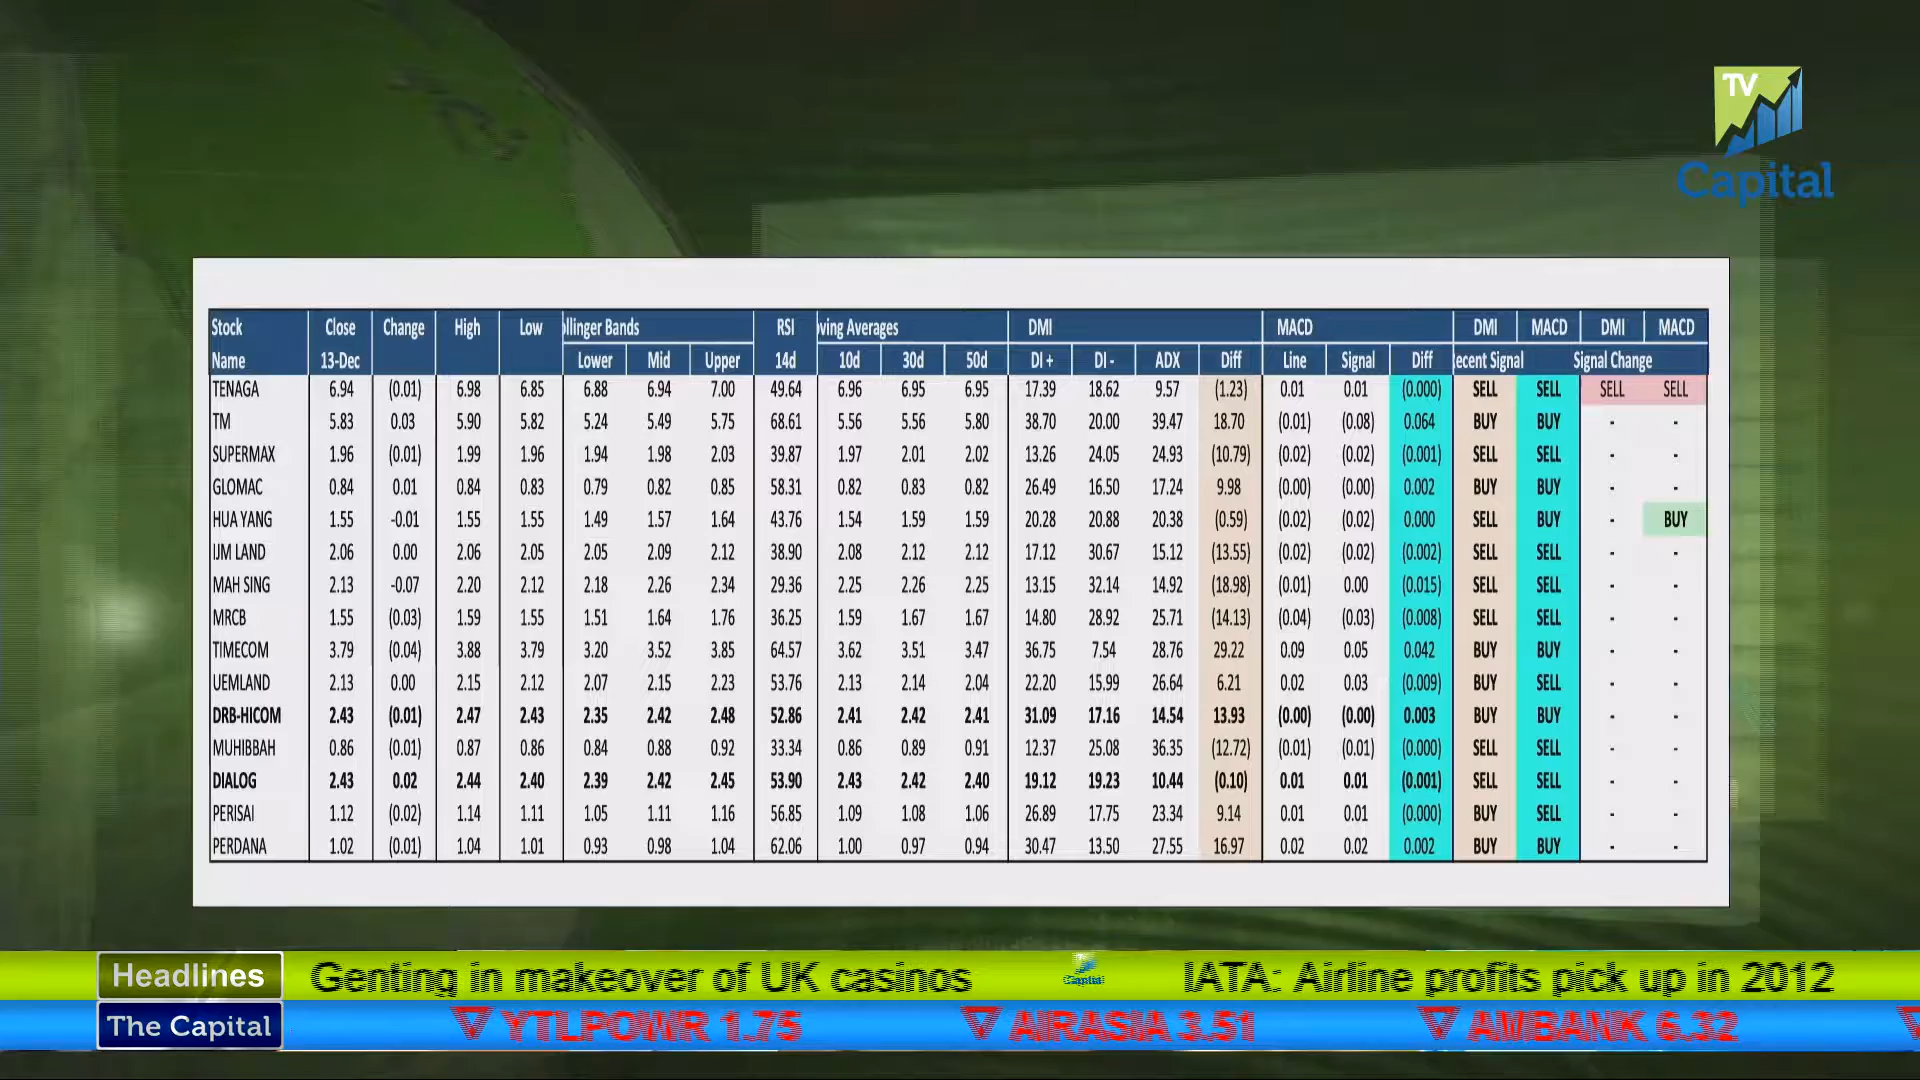 TV
Capital
Stock Close Change High Low ollinger Bands RSI oving Averages DMI MACD DMI MACD DMI MACD
Name 13-Dec Lower Mid Upper 14d 10d 30d 50d DI + DI - ADX Diff Line Signal Diff Recent Signal Signal Change
TENAGA 6.94 (0.01) 6.98 6.85 6.88 6.94 7.00 49.64 6.96 6.95 6.95 17.39 18.62 9.57 (1.23) 0.01 0.01 (0.000) SELL SELL SELL SELL
TM 5.83 0.03 5.90 5.82 5.24 5.49 5.75 68.61 5.56 5.56 5.80 38.70 20.00 39.47 18.70 (0.01) (0.08) 0.064 BUY BUY - -
SUPERMAX 1.96 (0.01) 1.99 1.96 1.94 1.98 2.03 39.87 1.97 2.01 2.02 13.26 24.05 24.93 (10.79) (0.02) (0.02) (0.001) SELL SELL - -
GLOMAC 0.84 0.01 0.84 0.83 0.79 0.82 0.85 58.31 0.82 0.83 0.82 26.49 16.50 17.24 9.98 (0.00) (0.00) 0.002 BUY BUY - -
HUA YANG 1.55 -0.01 1.55 1.55 1.49 1.57 1.64 43.76 1.54 1.59 1.59 20.28 20.88 20.38 (0.59) (0.02) (0.02) 0.000 SELL BUY - BUY
IJM LAND 2.06 0.00 2.06 2.05 2.05 2.09 2.12 38.90 2.08 2.12 2.12 17.12 30.67 15.12 (13.55) (0.02) (0.02) (0.002) SELL SELL - -
MAH SING 2.13 -0.07 2.20 2.12 2.18 2.26 2.34 29.36 2.25 2.26 2.25 13.15 32.14 14.92 (18.98) (0.01) 0.00 (0.015) SELL SELL - -
MRCB 1.55 (0.03) 1.59 1.55 1.51 1.64 1.76 36.25 1.59 1.67 1.67 14.80 28.92 25.71 (14.13) (0.04) (0.03) (0.008) SELL SELL - -
TIMECOM 3.79 (0.04) 3.88 3.79 3.20 3.52 3.85 64.57 3.62 3.51 3.47 36.75 7.54 28.76 29.22 0.09 0.05 0.042 BUY BUY - -
UEMLAND 2.13 0.00 2.15 2.12 2.07 2.15 2.23 53.76 2.13 2.14 2.04 22.20 15.99 26.64 6.21 0.02 0.03 (0.009) BUY SELL - -
DRB-HICOM 2.43 (0.01) 2.47 2.43 2.35 2.42 2.48 52.86 2.41 2.42 2.41 31.09 17.16 14.54 13.93 (0.00) (0.00) 0.003 BUY BUY - -
MUHIBBAH 0.86 (0.01) 0.87 0.86 0.84 0.88 0.92 33.34 0.86 0.89 0.91 12.37 25.08 36.35 (12.72) (0.01) (0.01) (0.000) SELL SELL - -
DIALOG 2.43 0.02 2.44 2.40 2.39 2.42 2.45 53.90 2.43 2.42 2.40 19.12 19.23 10.44 (0.10) 0.01 0.01 (0.001) SELL SELL - -
PERISAI 1.12 (0.02) 1.14 1.11 1.05 1.11 1.16 56.85 1.09 1.08 1.06 26.89 17.75 23.34 9.14 0.01 0.01 (0.000) BUY SELL - -
PERDANA 1.02 (0.01) 1.04 1.01 0.93 0.98 1.04 62.06 1.00 0.97 0.94 30.47 13.50 27.55 16.97 0.02 0.02 0.002 BUY BUY - -
Headlines Genting in makeover of UK casinos Capital IATA: Airline profits pick up in 2012
The Capital YTLPOWR 1.75 AIRASIA 3.51 AMBANK 6.32